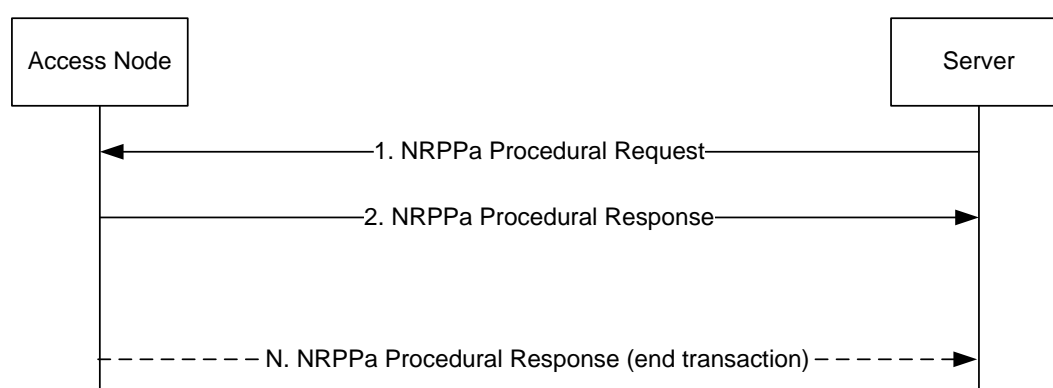 Access Node
Server
1. NRPPa Procedural Request
2. NRPPa Procedural Response
N. NRPPa Procedural Response (end transaction)